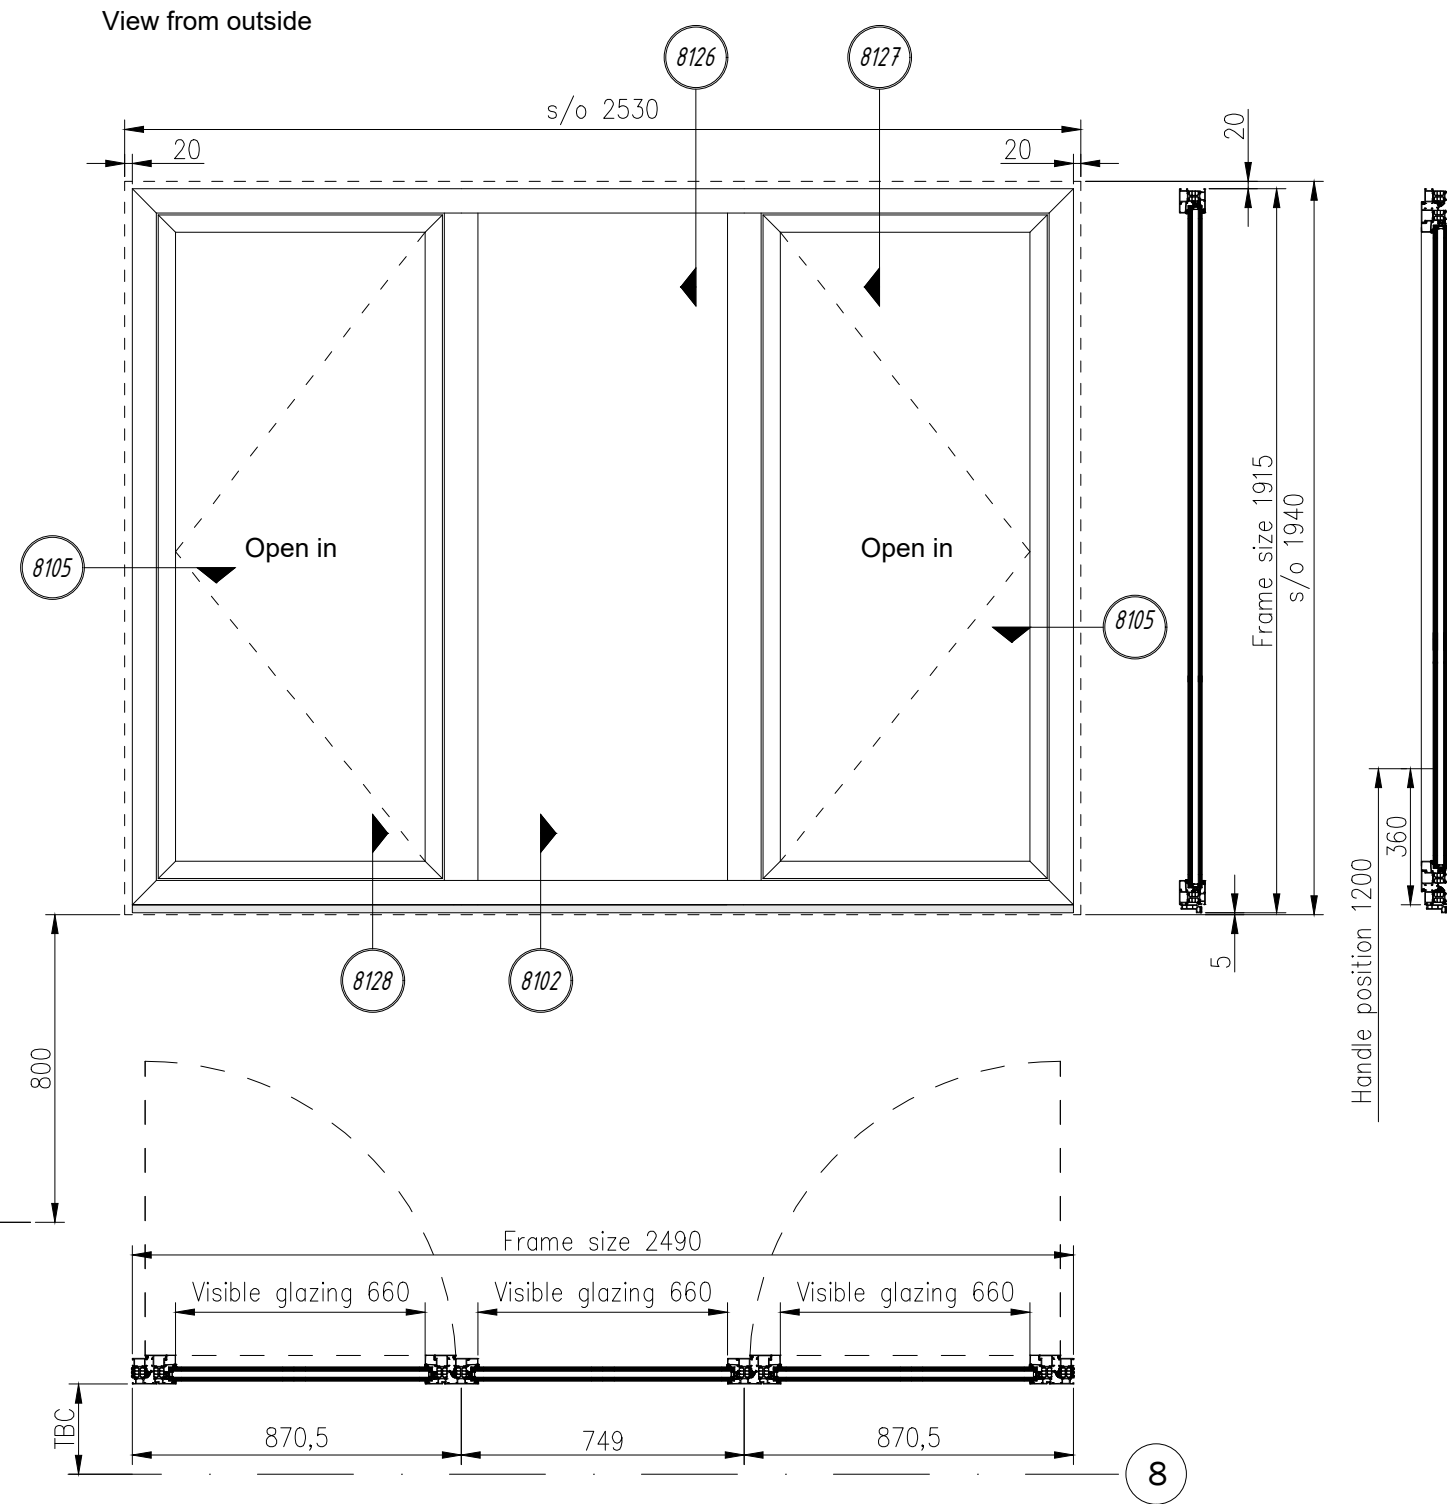 View from outside
8126
8127
s/o 2530
20
20
20
Open in
Open in
8105
8105
Frame size 1915
s/o 1940
360
Handle position 1200
5
8128
8102
800
Frame size 2490
Visible glazing 660
Visible glazing 660
Visible glazing 660
TBC
870,5
749
870,5
8